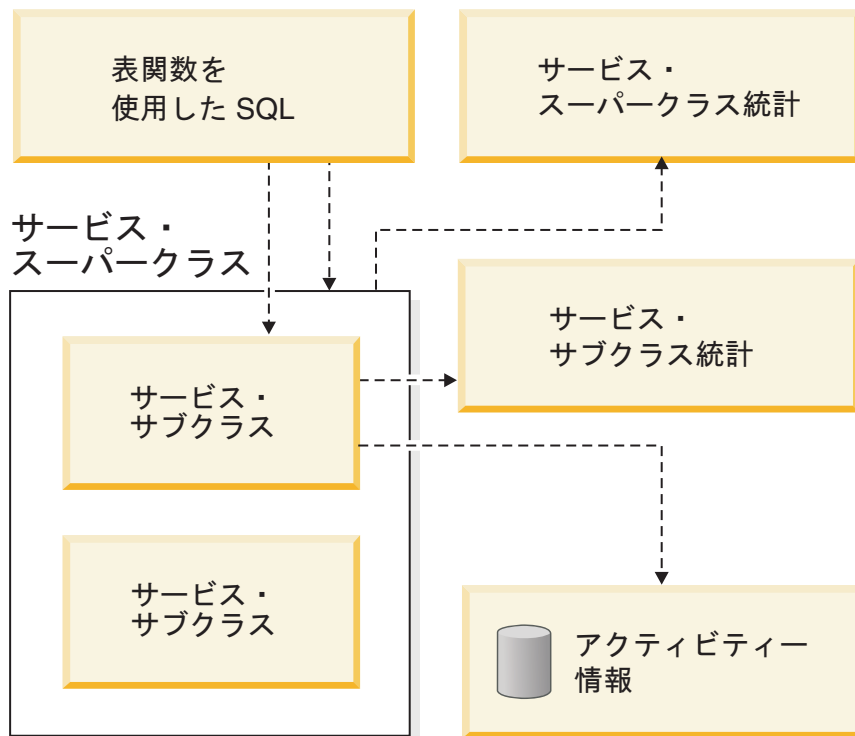 表関数を
使用した SQL
サービス・
スーパークラス統計
サービス・
スーパークラス
サービス・
サブクラス統計
サービス・
サブクラス
サービス・
サブクラス
アクティビティー
情報